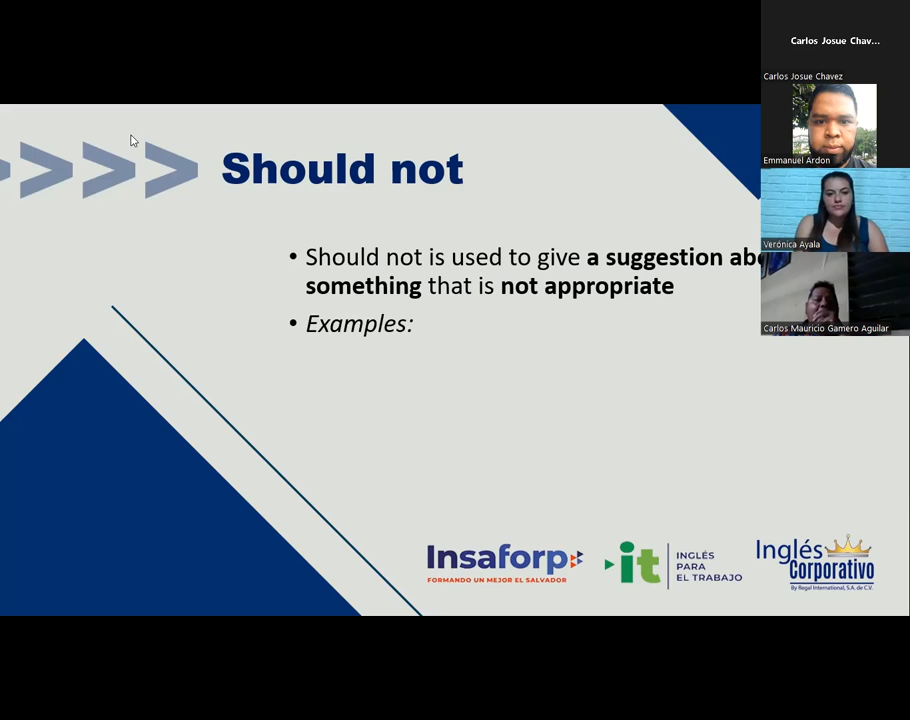 Carlos Josue Chav...
Carlos Josue Chavez
Emmanuel Ardon
Verónica Ayala
Carlos Mauricio Gamero Aguilar
>>>> Should not
• Should not is used to give a suggestion
something that is not appropriate
• Examples:
Insaforp
FORMANDO UN MEJOR EL SALVADOR
it
INGLÉS
PARA
EL TRABAJO
Inglés
Corporativo
By Regal International, S.A. de C.V.